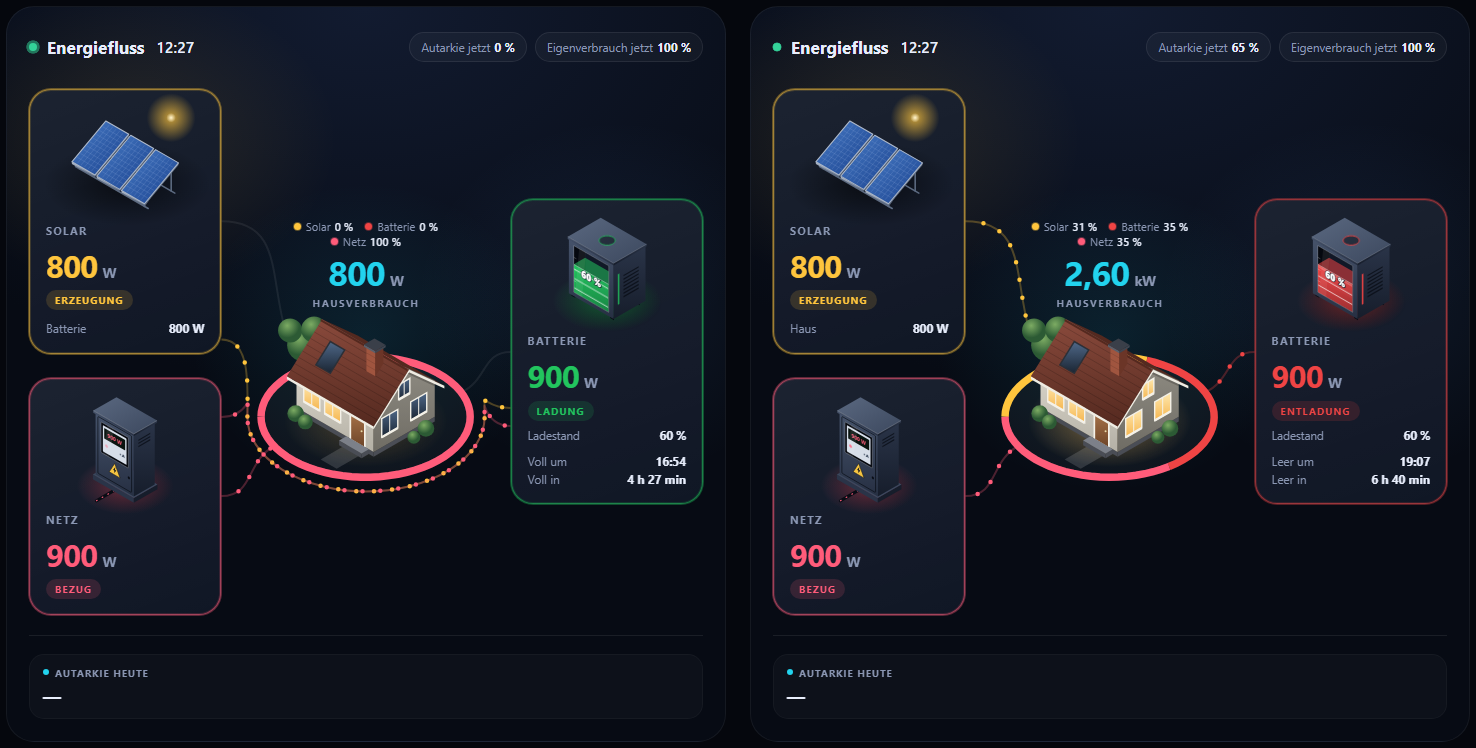 Energiefluss 12:27
Autarkie jetzt 0 %
Eigenverbrauch jetzt 100 %
SOLAR
800 W
ERZEUGUNG
Batterie 800 W
Solar 0 % Batterie 0 %
Netz 100 %
800 W
HAUSVERBRAUCH
60 %
BATTERIE
900 W
LADUNG
Ladestand 60 %
Voll um 16:54
Voll in 4 h 27 min
900 W
NETZ
900 W
BEZUG
AUTARKIE HEUTE
—
Energiefluss 12:27
Autarkie jetzt 65 %
Eigenverbrauch jetzt 100 %
SOLAR
800 W
ERZEUGUNG
Haus 800 W
Solar 31 % Batterie 35 %
Netz 35 %
2,60 kW
HAUSVERBRAUCH
60 %
BATTERIE
900 W
ENTLADUNG
Ladestand 60 %
Leer um 19:07
Leer in 6 h 40 min
900 W
NETZ
900 W
BEZUG
AUTARKIE HEUTE
—